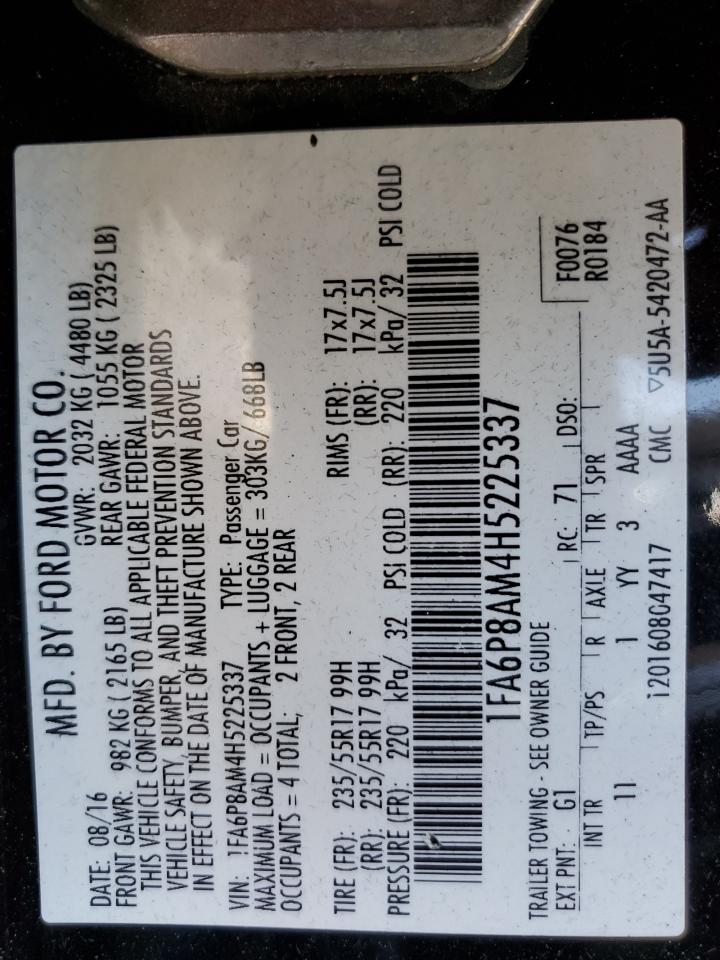 MFD. BY FORD MOTOR CO.
DATE: 08/16 GVWR: 2032 KG ( 4480 LB)
FRONT GAWR: 982 KG ( 2165 LB) REAR GAWR: 1055 KG ( 2325 LB)
THIS VEHICLE CONFORMS TO ALL APPLICABLE FEDERAL MOTOR
VEHICLE SAFETY, BUMPER, AND THEFT PREVENTION STANDARDS
IN EFFECT ON THE DATE OF MANUFACTURE SHOWN ABOVE.
VIN: 1FA6P8AM4H5225337 TYPE: Passenger Car
MAXIMUM LOAD = OCCUPANTS + LUGGAGE = 303KG/ 668LB
OCCUPANTS = 4 TOTAL, 2 FRONT, 2 REAR
TIRE (FR): 235/55R17 99H RIMS (FR): 17x7.5J
(RR): 235/55R17 99H (RR): 17x7.5J
PRESSURE (FR): 220 kPa/ 32 PSI COLD (RR): 220 kPa/ 32 PSI COLD
1FA6P8AM4H5225337
TRAILER TOWING - SEE OWNER GUIDE
F0076
EXT PNT: G1 RC: 71 DSO: R0184
INT TR TP/PS R AXLE TR SPR
11 1 YY 3 AAAA
1201608047417 CMC ▽5U5A-5420472-AA